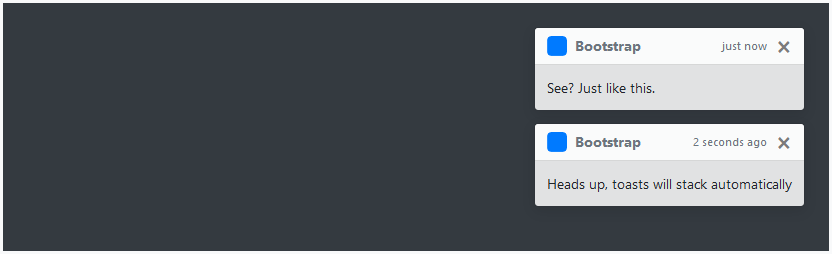 Bootstrap just now ×
See? Just like this.
Bootstrap 2 seconds ago ×
Heads up, toasts will stack automatically